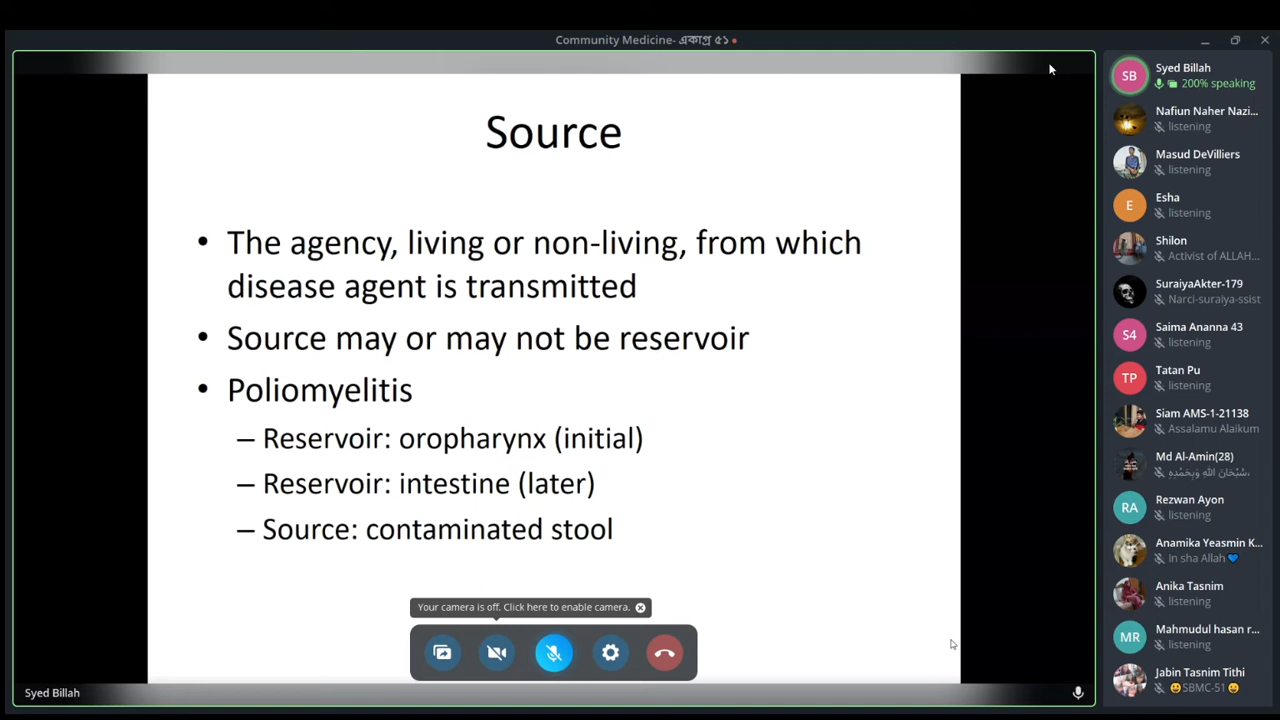 Community Medicine- একাগ্র ৫১
Source
• The agency, living or non-living, from which
disease agent is transmitted
• Source may or may not be reservoir
• Poliomyelitis
– Reservoir: oropharynx (initial)
– Reservoir: intestine (later)
– Source: contaminated stool
Your camera is off. Click here to enable camera.
Syed Billah
SB
Syed Billah
200% speaking
Nafiun Naher Nazi...
listening
Masud DeVilliers
listening
E
Esha
listening
Shilon
Activist of ALLAH...
SuraiyaAkter-179
Narci-suraiya-ssist
S4
Saima Ananna 43
listening
TP
Tatan Pu
listening
Siam AMS-1-21138
Assalamu Alaikum
Md Al-Amin(28)
سُبْحَانَ اللهِ وَبِحَمْدِهِ،
RA
Rezwan Ayon
listening
Anamika Yeasmin K...
In sha Allah💙
Anika Tasnim
listening
MR
Mahmudul hasan r...
listening
Jabin Tasnim Tithi
😃SBMC-51😃